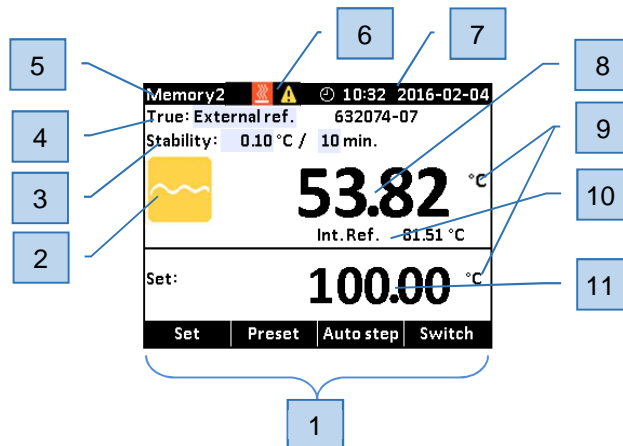 6
7
5
8
Memory2 10:32 2016-02-04
4
True: External ref. 632074-07
9
Stability: 0.10 °C / 10 min.
3
53.82 °C
10
2
Int. Ref. 81.51 °C
Set: 100.00 °C
11
Set Preset Auto step Switch
1